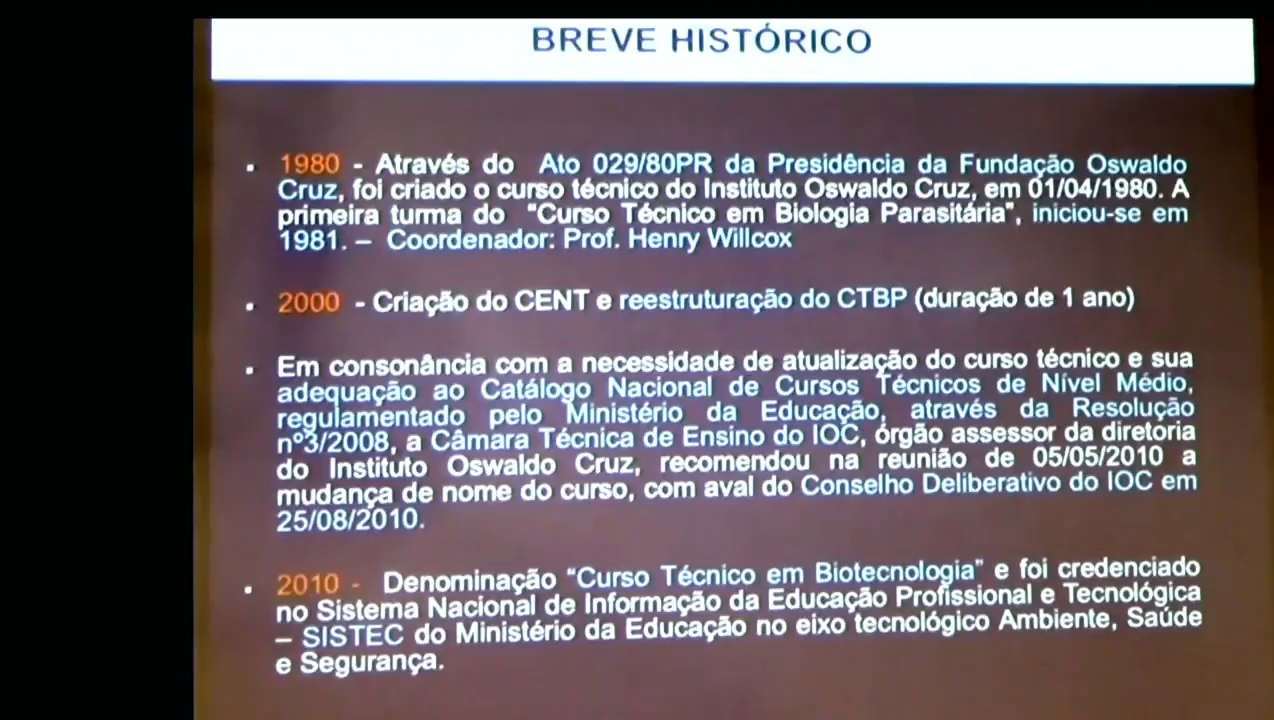 BREVE HISTÓRICO
1980 - Através do Ato 029/80PR da Presidência da Fundação Oswaldo
Cruz, foi criado o curso técnico do Instituto Oswaldo Cruz, em 01/04/1980. A
primeira turma do "Curso Técnico em Biologia Parasitária", iniciou-se em
1981. – Coordenador: Prof. Henry Willcox
2000 - Criação do CENT e reestruturação do CTBP (duração de 1 ano)
Em consonância com a necessidade de atualização do curso técnico e sua
adequação ao Catálogo Nacional de Cursos Técnicos de Nível Médio,
regulamentado pelo Ministério da Educação, através da Resolução
nº3/2008, a Câmara Técnica de Ensino do IOC, órgão assessor da diretoria
do Instituto Oswaldo Cruz, recomendou na reunião de 05/05/2010 a
mudança de nome do curso, com aval do Conselho Deliberativo do IOC em
25/08/2010.
2010 - Denominação "Curso Técnico em Biotecnologia" e foi credenciado
no Sistema Nacional de Informação da Educação Profissional e Tecnológica
– SISTEC do Ministério da Educação no eixo tecnológico Ambiente, Saúde
e Segurança.